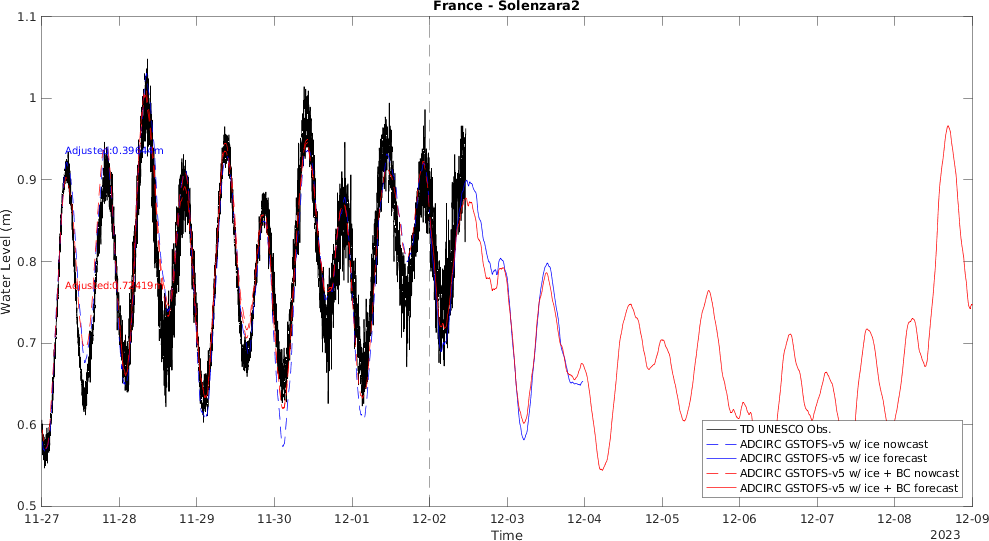 France - Solenzara2
1.1
1
0.9
0.8
0.7
0.6
0.5
Water Level (m)
Adjusted:0.39644m
Adjusted:0.72419m
11-27
11-28
11-29
11-30
12-01
12-02
12-03
12-04
12-05
12-06
12-07
12-08
12-09
Time
2023
TD UNESCO Obs.
ADCIRC GSTOFS-v5 w/ ice nowcast
ADCIRC GSTOFS-v5 w/ ice forecast
ADCIRC GSTOFS-v5 w/ ice + BC nowcast
ADCIRC GSTOFS-v5 w/ ice + BC forecast